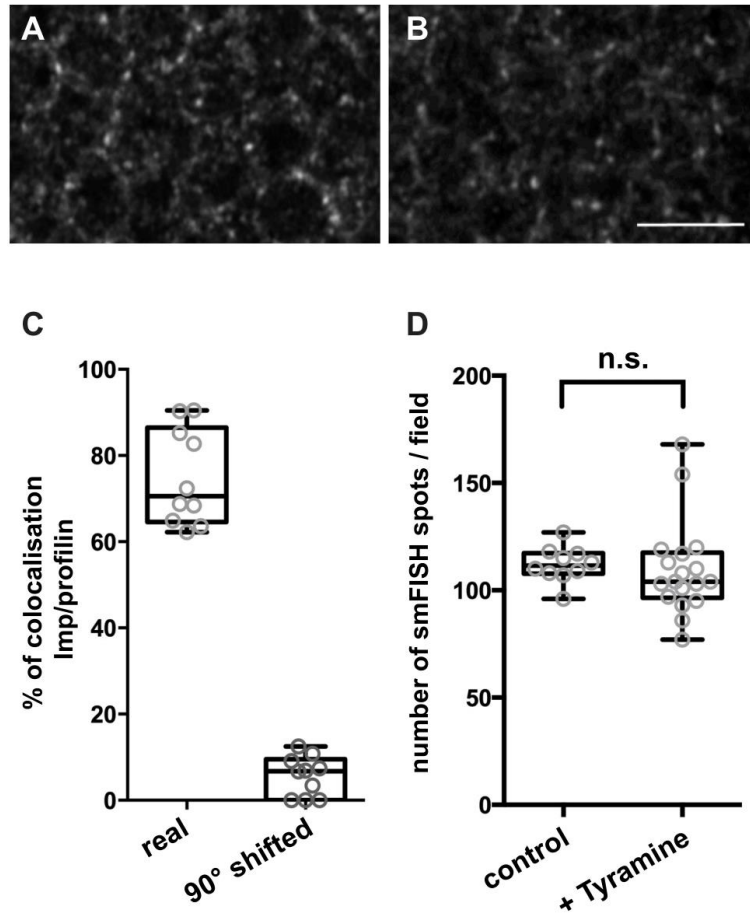 A
B
C
% of colocalisation
Imp/profilin
100
80
60
40
20
0
real
90° shifted
D
n.s.
number of smFISH spots / field
200
150
100
50
0
control
+ Tyramine